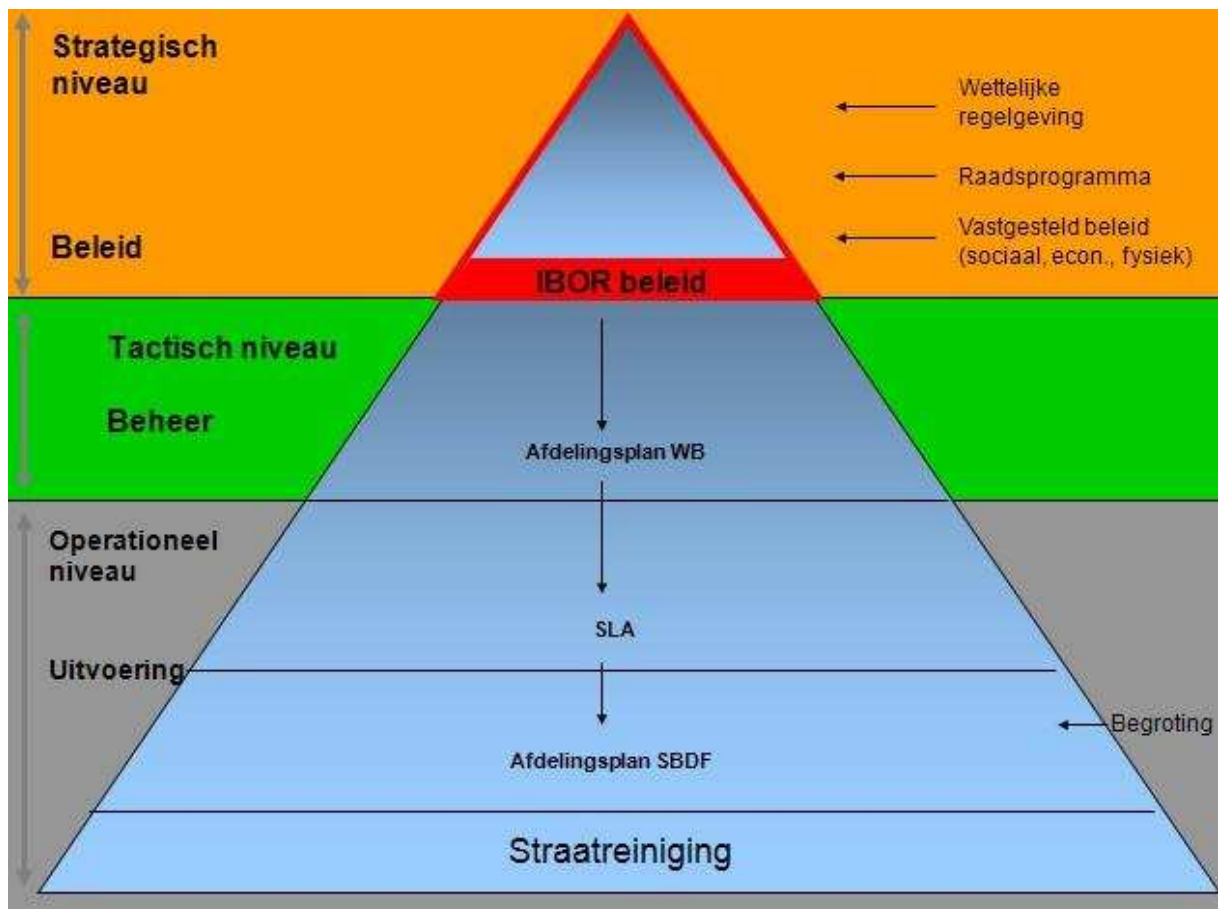 Strategisch
niveau
Wettelijke
regelgeving
Raadsprogramma
Beleid
Vastgesteld beleid
(sociaal, econ., fysiek)
IBOR beleid
Tactisch niveau
Beheer
Afdelingsplan WB
Operationeel
niveau
SLA
Uitvoering
Begroting
Afdelingsplan SBDF
Straatreiniging